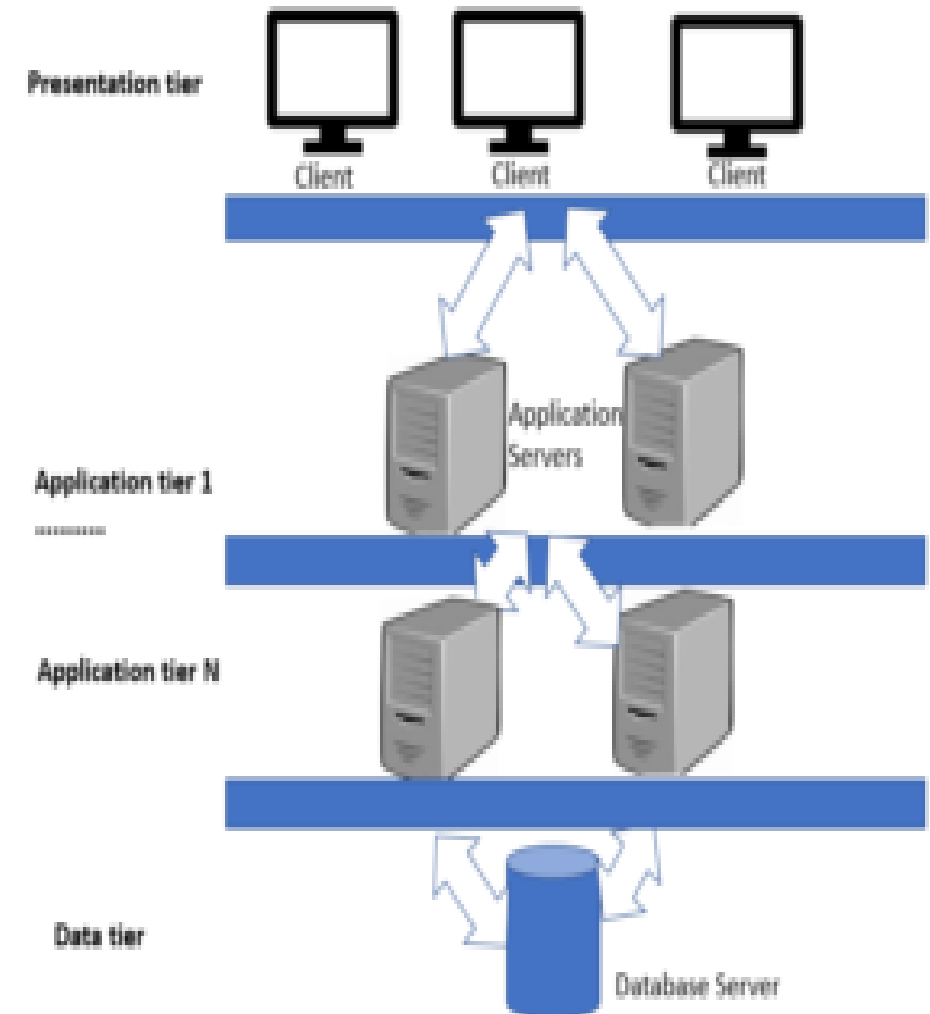 Presentation tier
Client
Client
Client
Application
Servers
Application tier 1
..........
Application tier N
Data tier
Database Server